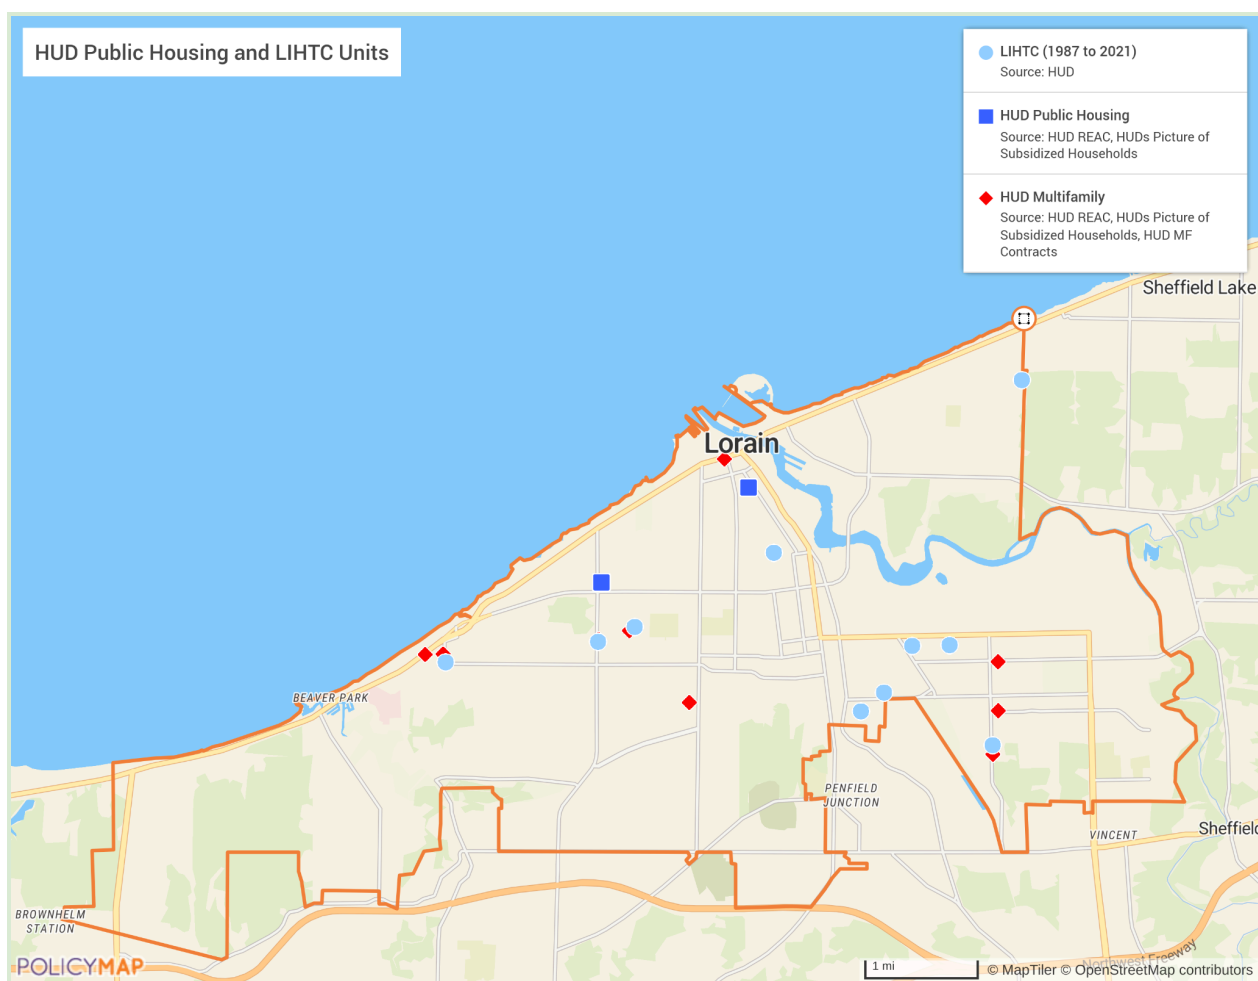 HUD Public Housing and LIHTC Units
LIHTC (1987 to 2021)
Source: HUD
HUD Public Housing
Source: HUD REAC, HUDs Picture of
Subsidized Households
HUD Multifamily
Source: HUD REAC, HUDs Picture of
Subsidized Households, HUD MF
Contracts
Sheffield Lake
Lorain
BEAVER PARK
PENFIELD
JUNCTION
VINCENT
Sheffield
BROWNHELM
STATION
Northwest Freeway
POLICYMAP
1 mi
© MapTiler © OpenStreetMap contributors